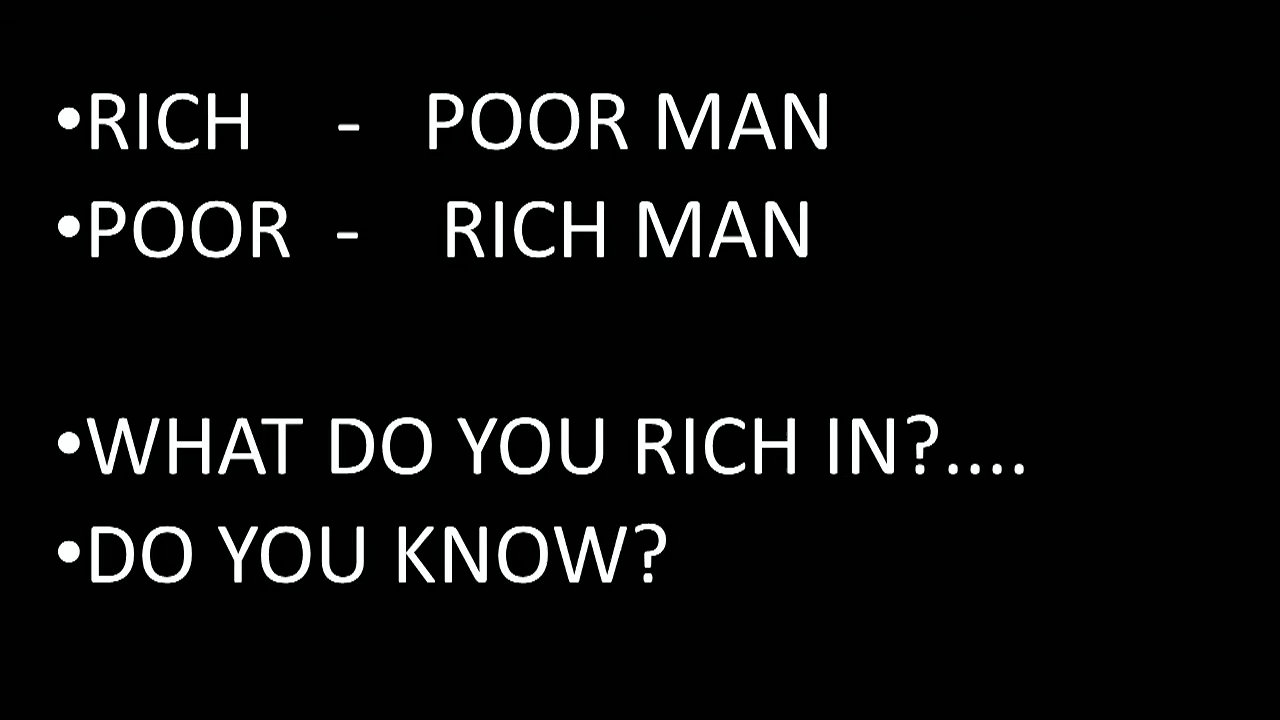 •RICH - POOR MAN
•POOR - RICH MAN
•WHAT DO YOU RICH IN?....
•DO YOU KNOW?